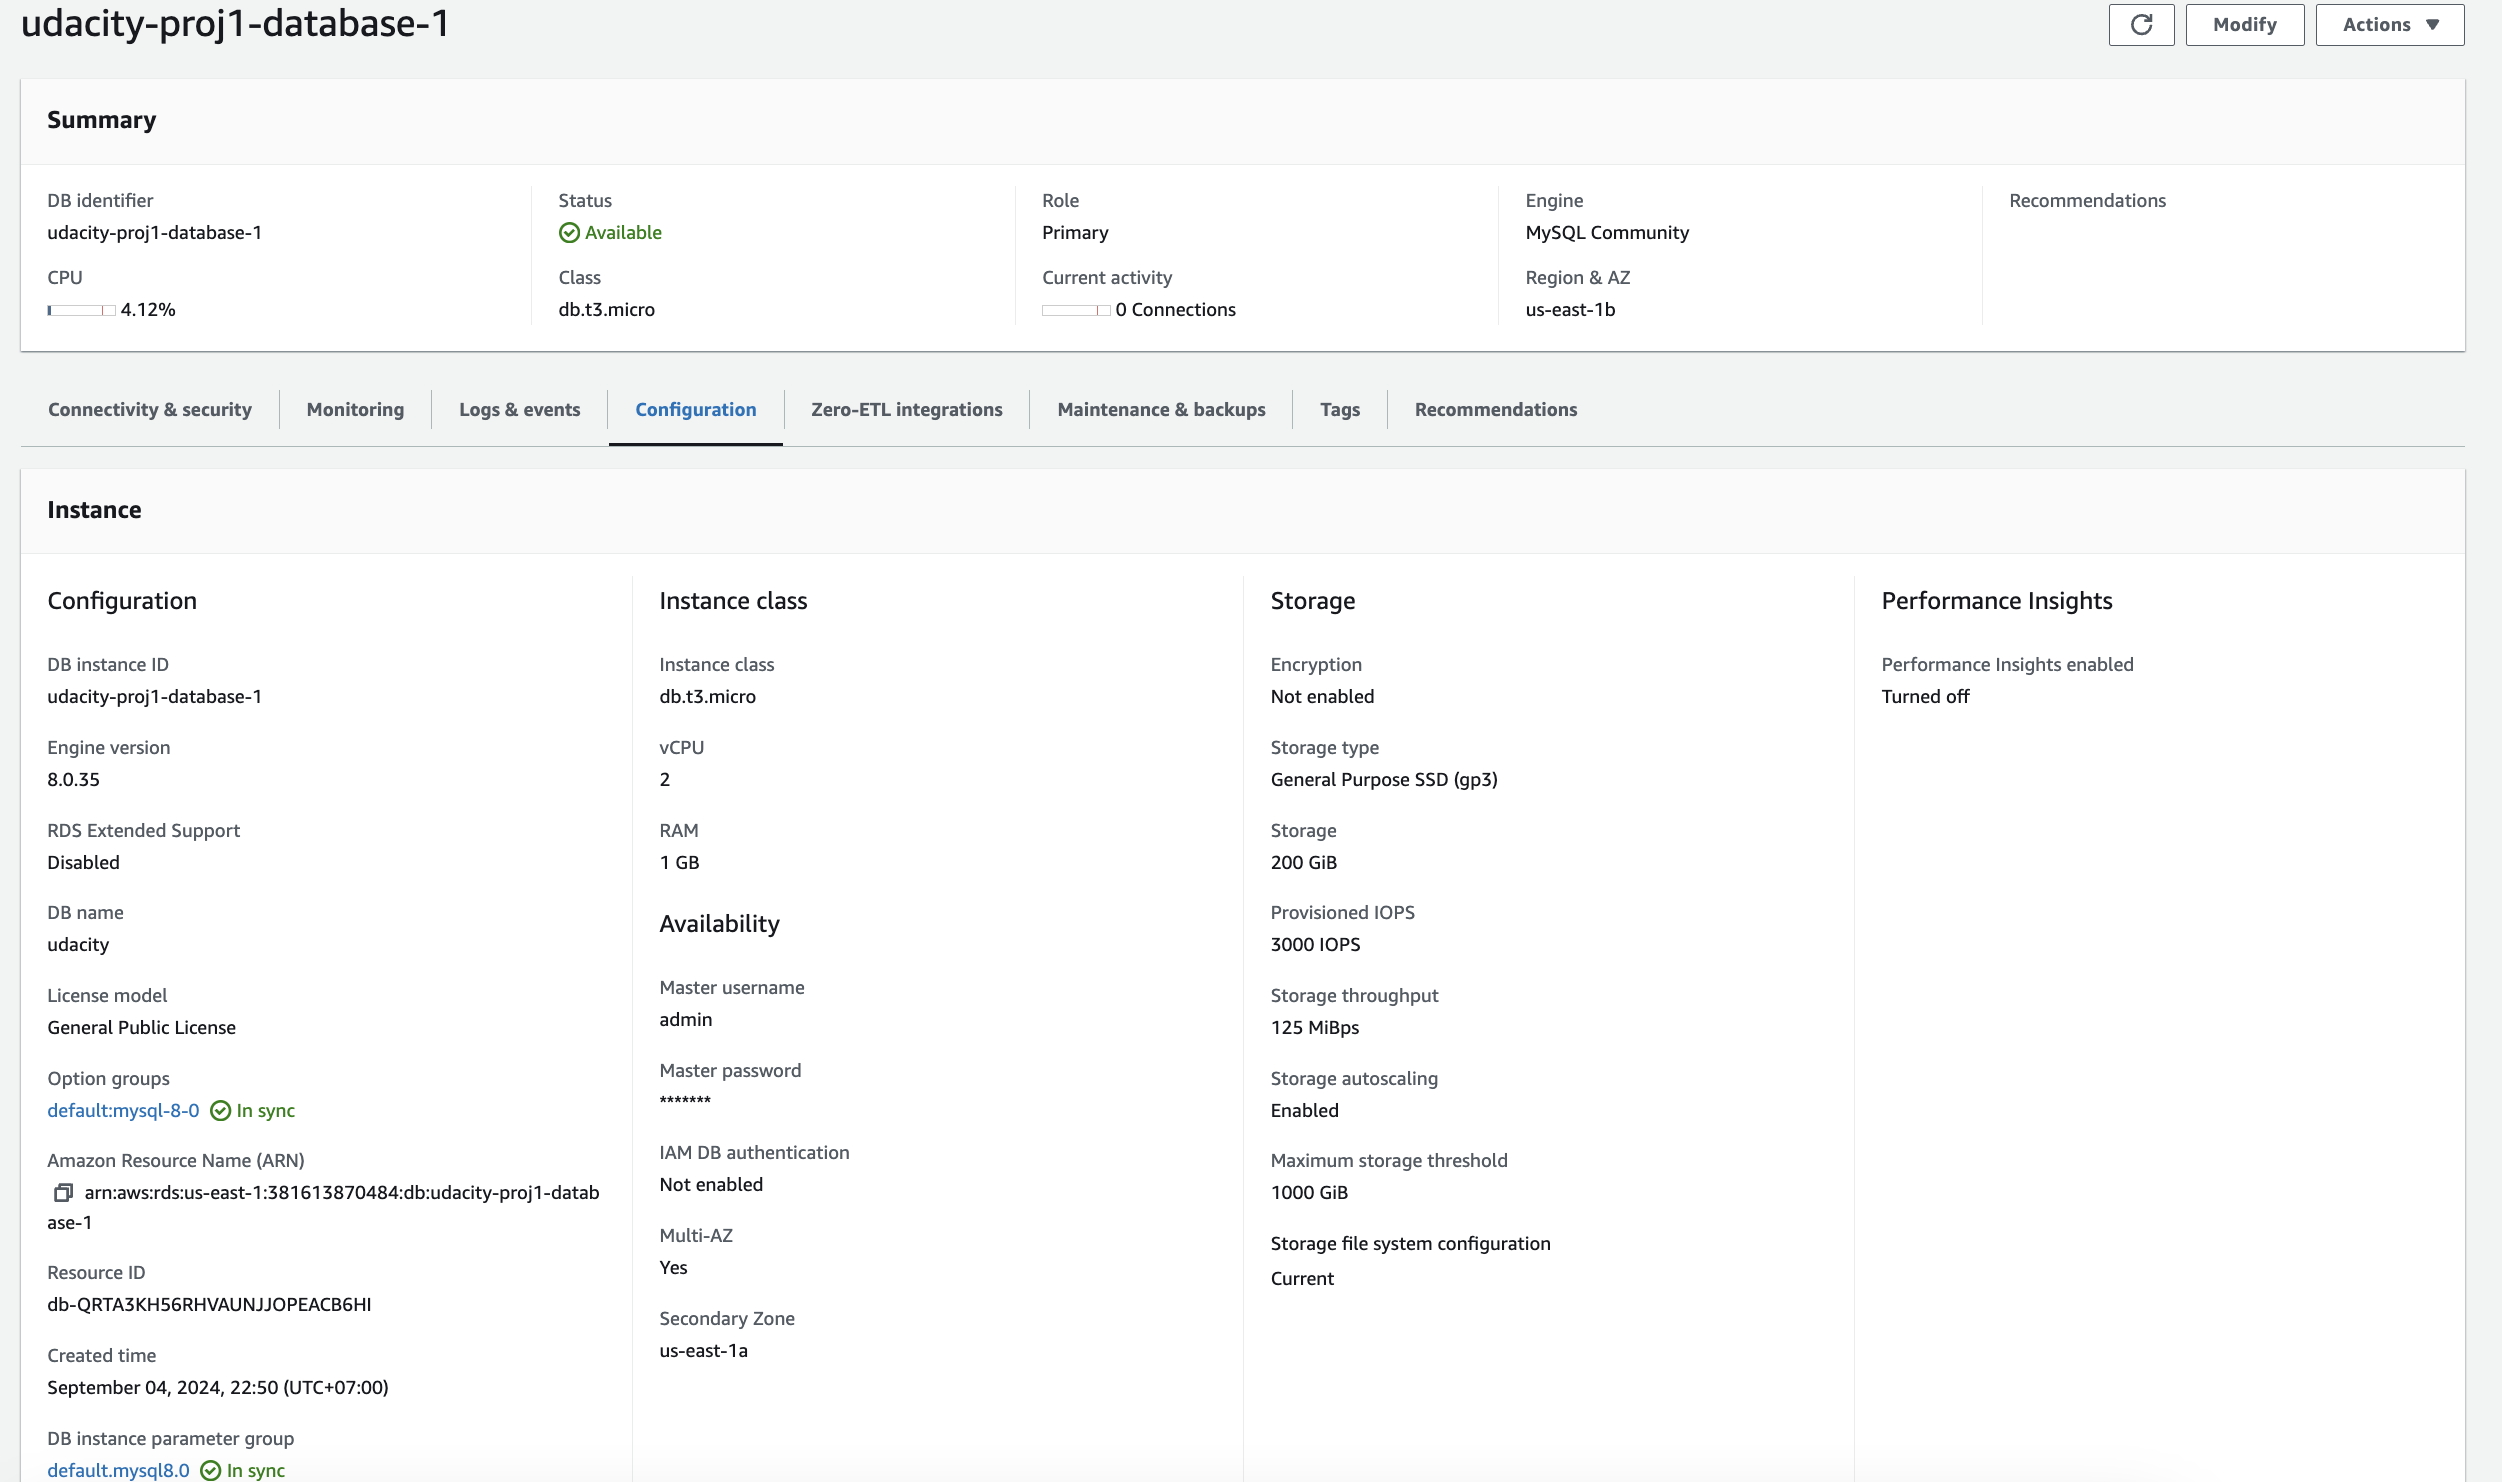 udacity-proj1-database-1
Modify
Actions
Summary
DB identifier
udacity-proj1-database-1
CPU
4.12%
Status
Available
Class
db.t3.micro
Role
Primary
Current activity
0 Connections
Engine
MySQL Community
Region & AZ
us-east-1b
Recommendations
Connectivity & security
Monitoring
Logs & events
Configuration
Zero-ETL integrations
Maintenance & backups
Tags
Recommendations
Instance
Configuration
DB instance ID
udacity-proj1-database-1
Engine version
8.0.35
RDS Extended Support
Disabled
DB name
udacity
License model
General Public License
Option groups
default:mysql-8-0 In sync
Amazon Resource Name (ARN)
arn:aws:rds:us-east-1:381613870484:db:udacity-proj1-datab
ase-1
Resource ID
db-QRTA3KH56RHVAUNJJOPEACB6HI
Created time
September 04, 2024, 22:50 (UTC+07:00)
DB instance parameter group
default.mysql8.0 In sync
Instance class
Instance class
db.t3.micro
vCPU
2
RAM
1 GB
Availability
Master username
admin
Master password
*******
IAM DB authentication
Not enabled
Multi-AZ
Yes
Secondary Zone
us-east-1a
Storage
Encryption
Not enabled
Storage type
General Purpose SSD (gp3)
Storage
200 GiB
Provisioned IOPS
3000 IOPS
Storage throughput
125 MiBps
Storage autoscaling
Enabled
Maximum storage threshold
1000 GiB
Storage file system configuration
Current
Performance Insights
Performance Insights enabled
Turned off